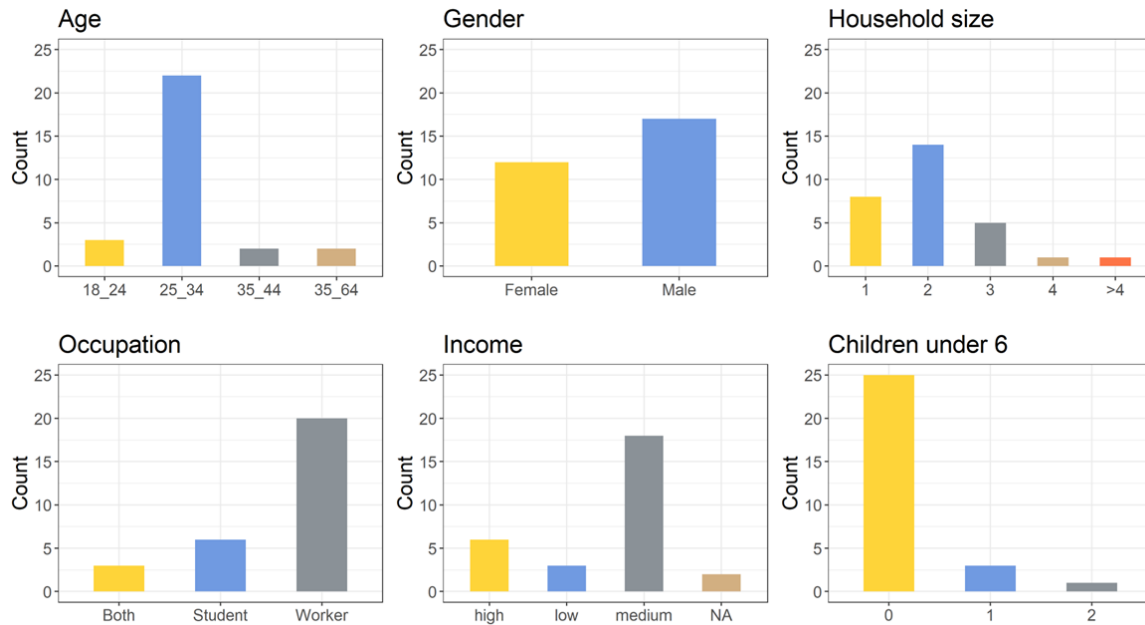 Age
Gender
Household size
25
20
15
10
5
0
Count
18_24
25_34
35_44
35_64
25
20
15
10
5
0
Count
Female
Male
25
20
15
10
5
0
Count
1
2
3
4
>4
Occupation
Income
Children under 6
25
20
15
10
5
0
Count
Both
Student
Worker
25
20
15
10
5
0
Count
high
low
medium
NA
25
20
15
10
5
0
Count
0
1
2